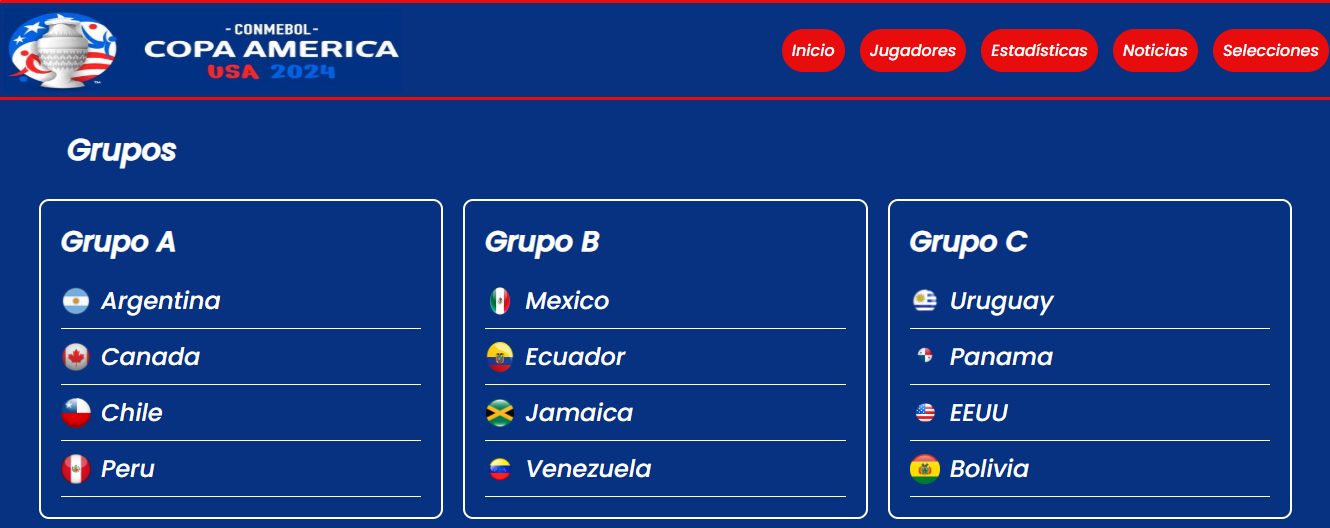 - CONMEBOL -
COPA AMERICA
USA 2024
Inicio
Jugadores
Estadísticas
Noticias
Selecciones
Grupos
Grupo A
Argentina
Canada
Chile
Peru
Grupo B
Mexico
Ecuador
Jamaica
Venezuela
Grupo C
Uruguay
Panama
EEUU
Bolivia